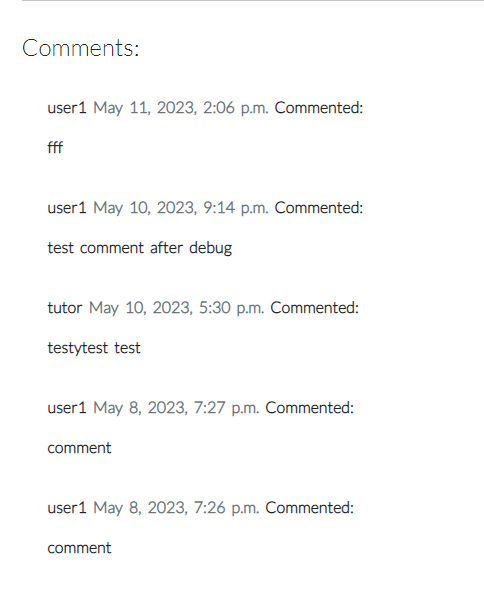 Comments:
user1 May 11, 2023, 2:06 p.m. Commented:
fff
user1 May 10, 2023, 9:14 p.m. Commented:
test comment after debug
tutor May 10, 2023, 5:30 p.m. Commented:
testytest test
user1 May 8, 2023, 7:27 p.m. Commented:
comment
user1 May 8, 2023, 7:26 p.m. Commented:
comment